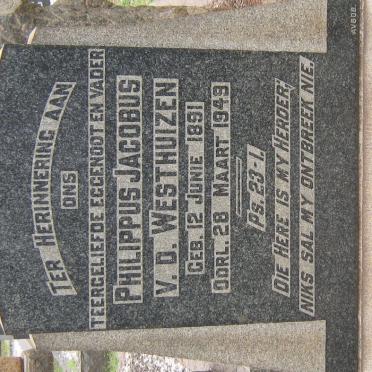 TER HERINNERING AAN
ONS
TEERGELIEFDE EGGENOOT EN VADER
PHILIPPUS JACOBUS
V.D. WESTHUIZEN
GEB. 12 JUNIE 1891
OORL. 28 MAART 1949
PS. 23-1.
DIE HERE IS MY HERDER
NIKS SAL MY ONTBREEK NIE.